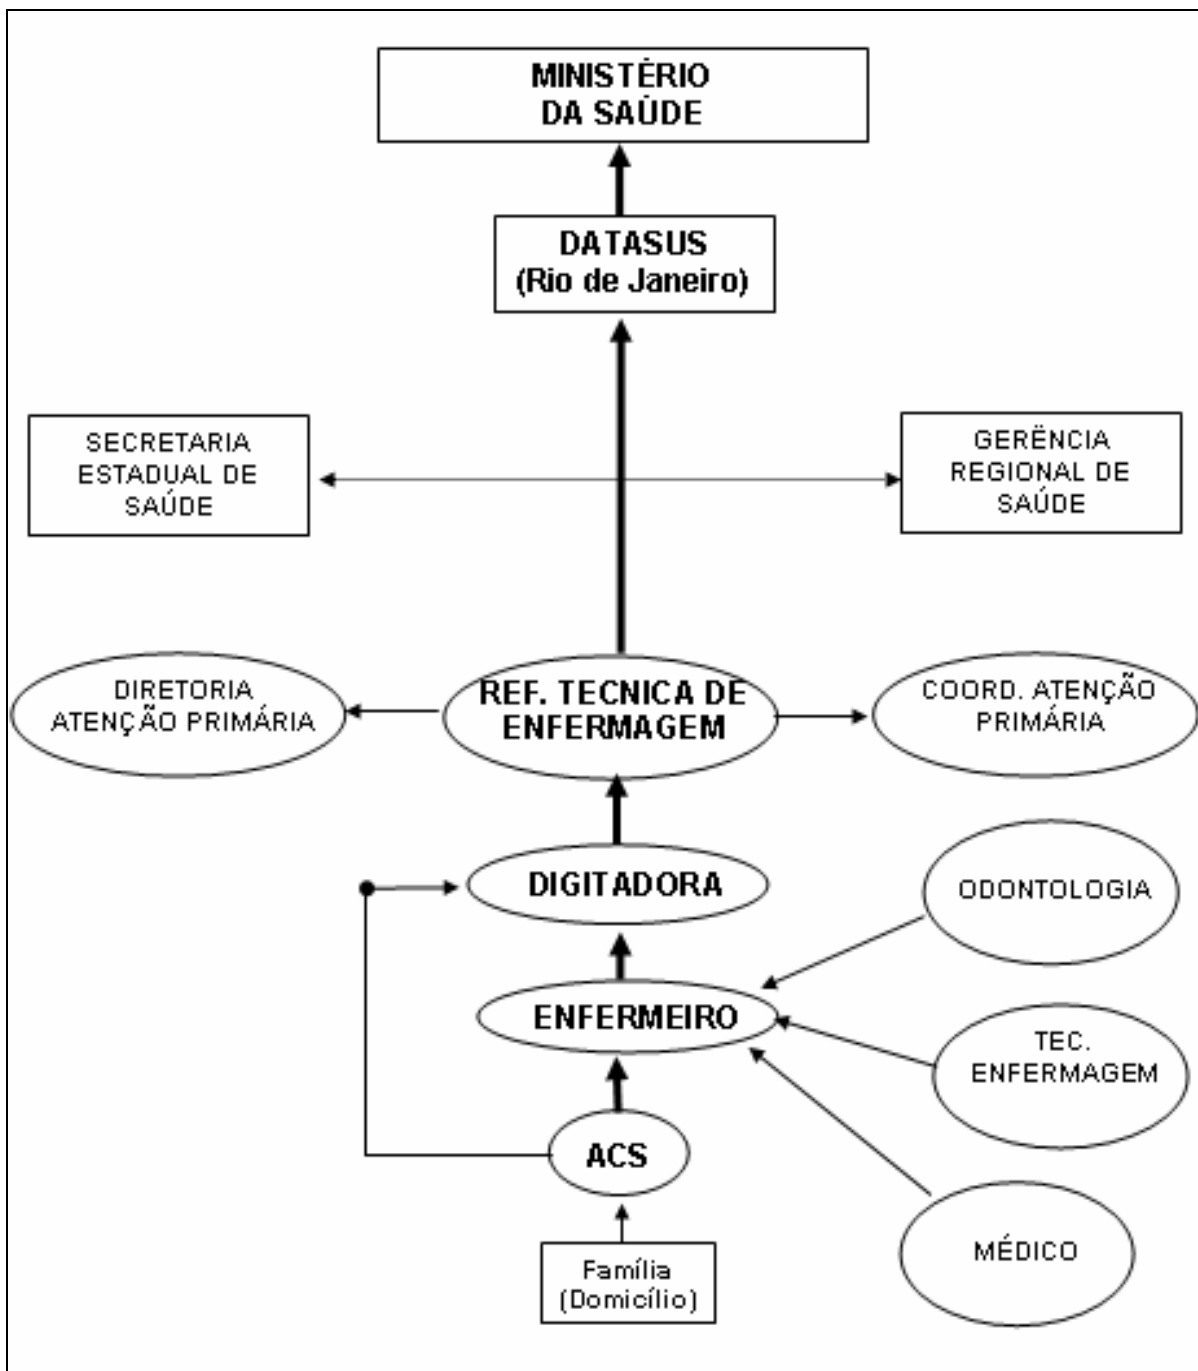 MINISTÉRIO
DA SAÚDE
DATASUS
(Rio de Janeiro)
SECRETARIA
ESTADUAL DE
SAÚDE
GERÊNCIA
REGIONAL DE
SAÚDE
DIRETORIA
ATENÇÃO PRIMÁRIA
REF. TECNICA DE
ENFERMAGEM
COORD. ATENÇÃO
PRIMÁRIA
DIGITADORA
ODONTOLOGIA
ENFERMEIRO
TEC.
ENFERMAGEM
ACS
MÉDICO
Família
(Domicílio)